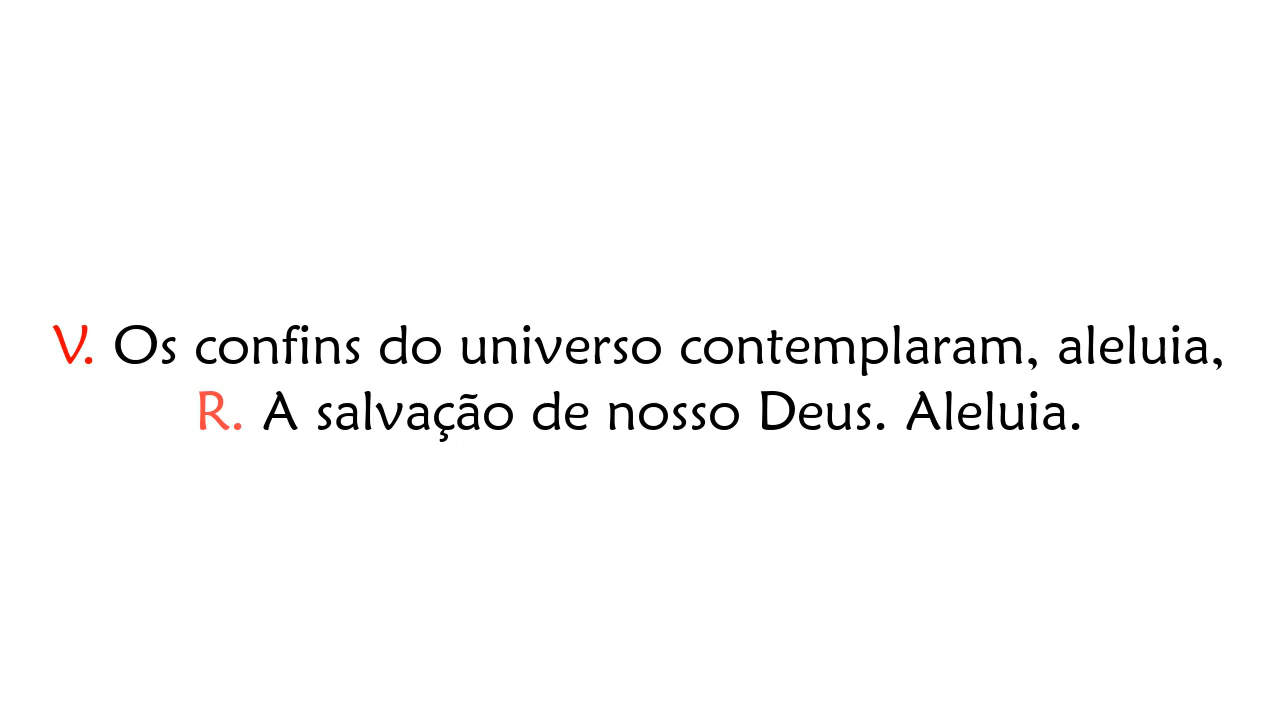 V. Os confins do universo contemplaram, aleluia,
R. A salvação de nosso Deus. Aleluia.